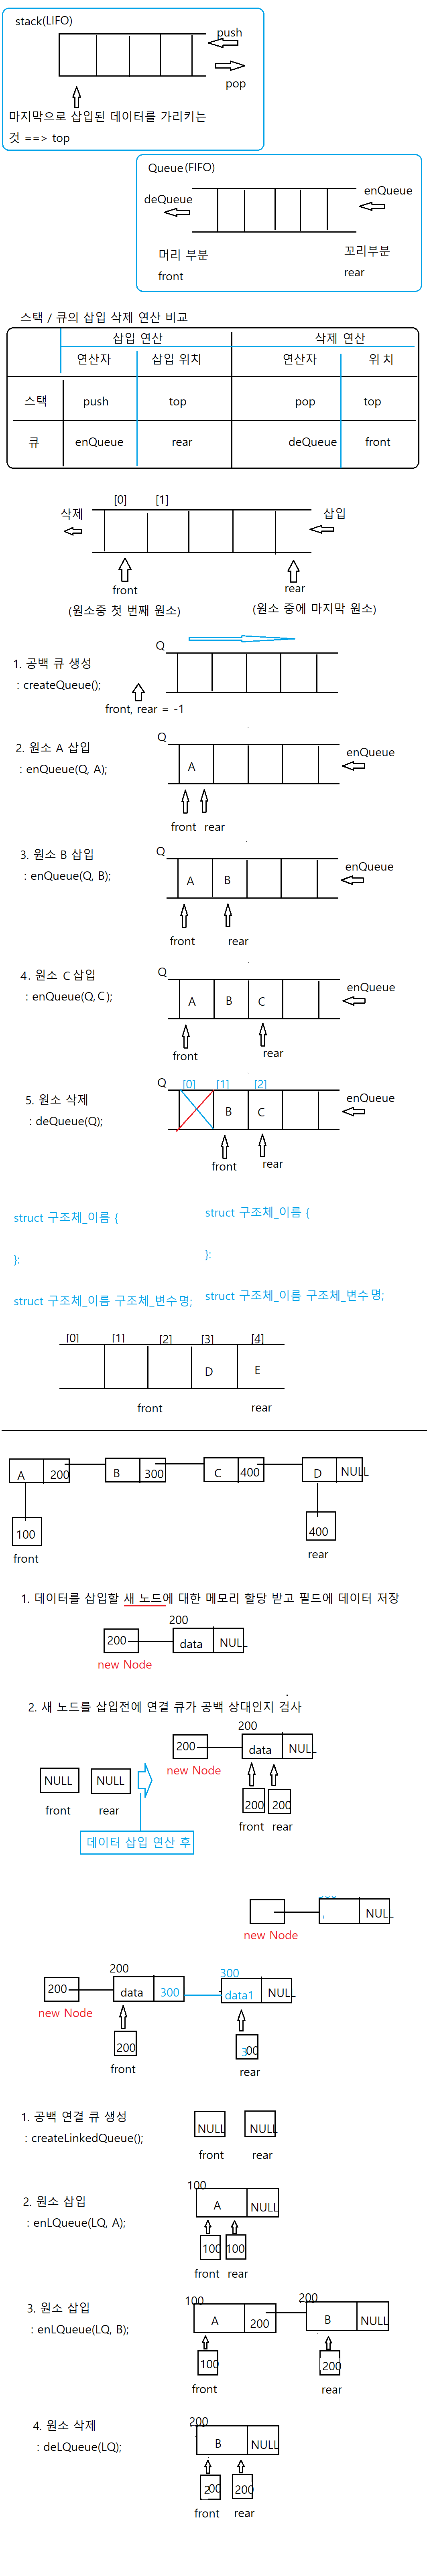 stack(LIFO)
push
pop
마지막으로 삽입된 데이터를 가리키는
것 ==> top
Queue(FIFO)
deQueue
enQueue
머리 부분
꼬리부분
front
rear
스택 / 큐의 삽입 삭제 연산 비교
삽입 연산
삭제 연산
연산자
삽입 위치
연산자
위 치
스택
push
top
pop
top
큐
enQueue
rear
deQueue
front
[0]
[1]
삭제
삽입
front
rear
(원소중 첫 번째 원소)
(원소 중에 마지막 원소)
Q
1. 공백 큐 생성
: createQueue();
front, rear = -1
Q
2. 원소 A 삽입
: enQueue(Q, A);
A
enQueue
front rear
Q
3. 원소 B 삽입
: enQueue(Q, B);
A
B
enQueue
front
rear
Q
4. 원소 C 삽입
: enQueue(Q, C );
A
B
C
enQueue
front
rear
Q
[0]
[1]
[2]
5. 원소 삭제
: deQueue(Q);
B
C
enQueue
front
rear
struct 구조체_이름 {
}:
struct 구조체_이름 구조체_변수명;
struct 구조체_이름 {
}:
struct 구조체_이름 구조체_변수명;
[0]
[1]
[2]
[3]
[4]
D
E
front
rear
A
200
B
300
C
400
D
NULL
100
400
front
rear
1. 데이터를 삽입할 새 노드에 대한 메모리 할당 받고 필드에 데이터 저장
200
200
data
NULL
new Node
2. 새 노드를 삽입전에 연결 큐가 공백 상대인지 검사
200
200
data
NULL
new Node
NULL
NULL
front
rear
200
200
front
rear
데이터 삽입 연산 후
NULL
new Node
200
300
200
data
300
data1
NULL
new Node
200
300
front
rear
1. 공백 연결 큐 생성
: createLinkedQueue();
NULL
NULL
front
rear
100
2. 원소 삽입
: enLQueue(LQ, A);
A
NULL
100
100
front
rear
100
200
3. 원소 삽입
: enLQueue(LQ, B);
A
200
B
NULL
100
200
front
rear
200
4. 원소 삭제
: deLQueue(LQ);
B
NULL
200
200
front
rear